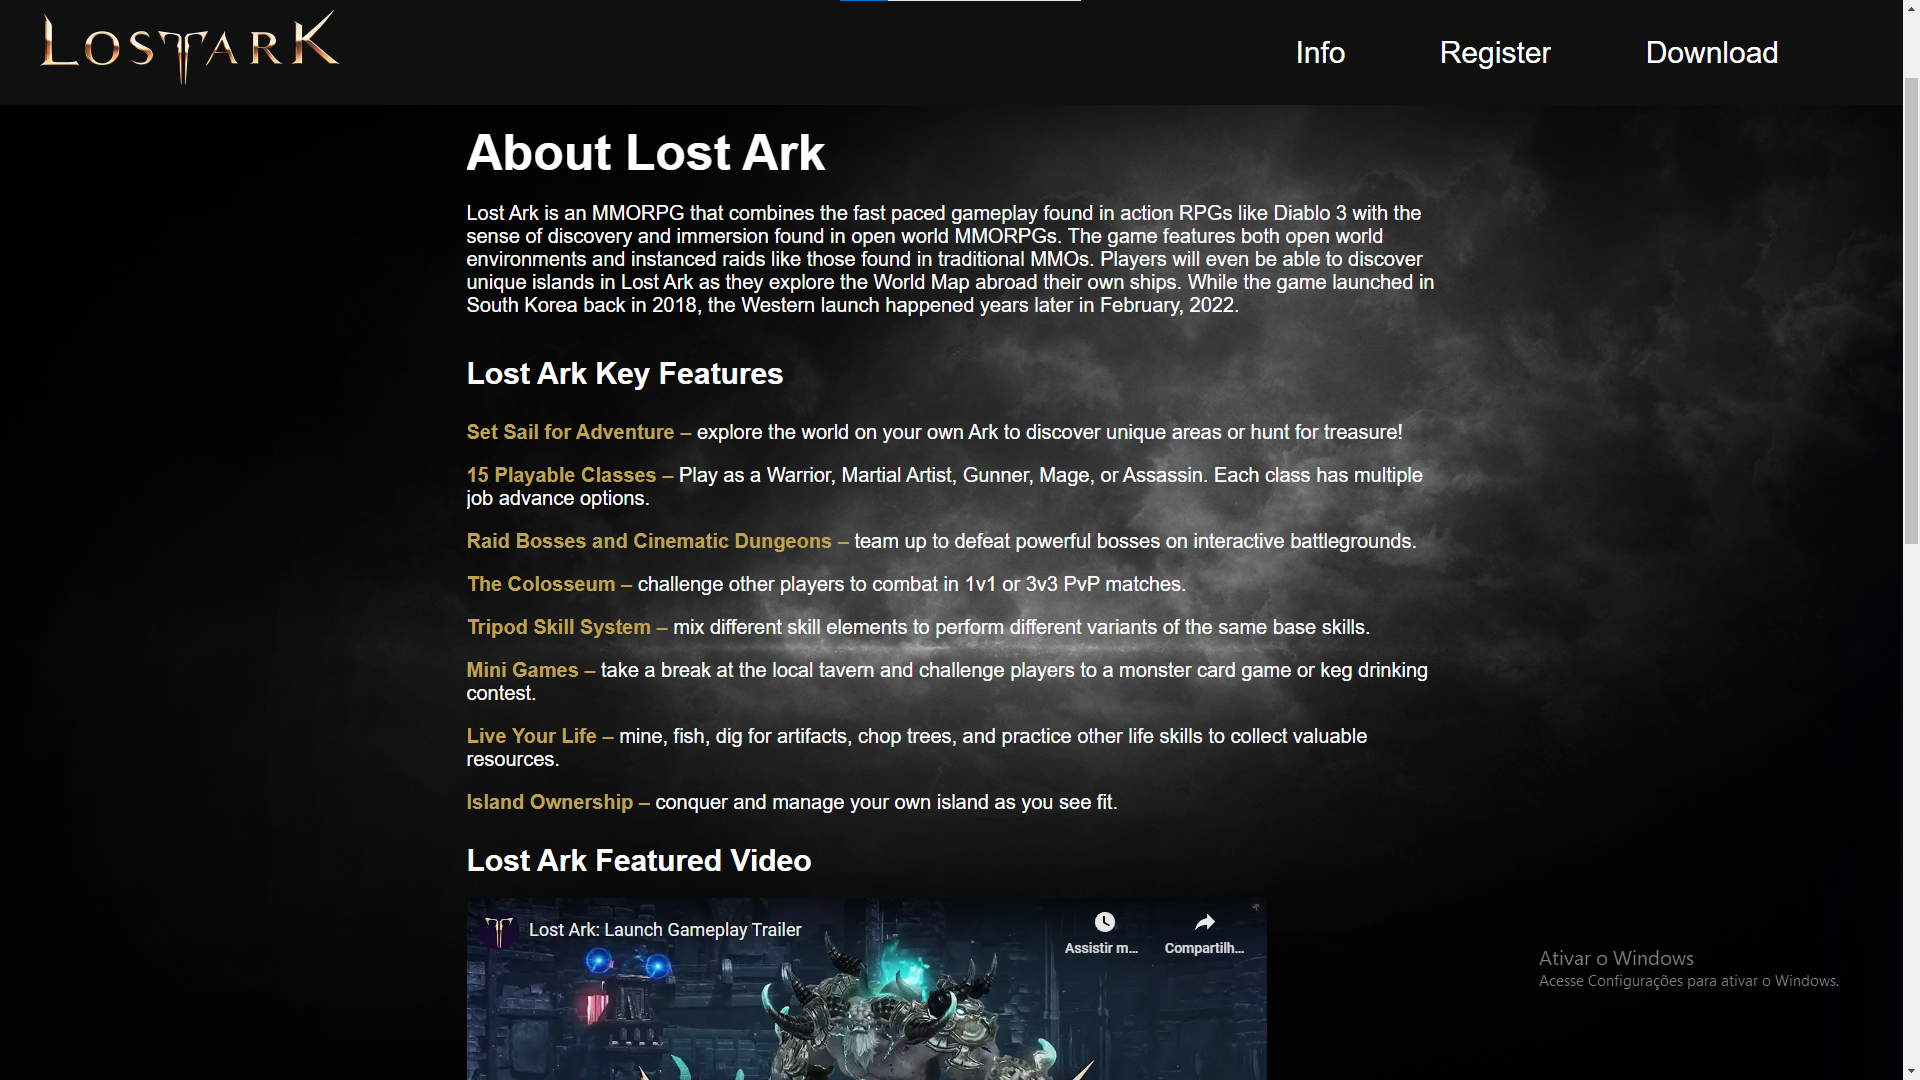 LOSTARK
Info Register Download
About Lost Ark
Lost Ark is an MMORPG that combines the fast paced gameplay found in action RPGs like Diablo 3 with the
sense of discovery and immersion found in open world MMORPGs. The game features both open world
environments and instanced raids like those found in traditional MMOs. Players will even be able to discover
unique islands in Lost Ark as they explore the World Map abroad their own ships. While the game launched in
South Korea back in 2018, the Western launch happened years later in February, 2022.
Lost Ark Key Features
Set Sail for Adventure – explore the world on your own Ark to discover unique areas or hunt for treasure!
15 Playable Classes – Play as a Warrior, Martial Artist, Gunner, Mage, or Assassin. Each class has multiple
job advance options.
Raid Bosses and Cinematic Dungeons – team up to defeat powerful bosses on interactive battlegrounds.
The Colosseum – challenge other players to combat in 1v1 or 3v3 PvP matches.
Tripod Skill System – mix different skill elements to perform different variants of the same base skills.
Mini Games – take a break at the local tavern and challenge players to a monster card game or keg drinking
contest.
Live Your Life – mine, fish, dig for artifacts, chop trees, and practice other life skills to collect valuable
resources.
Island Ownership – conquer and manage your own island as you see fit.
Lost Ark Featured Video
Lost Ark: Launch Gameplay Trailer
Assistir m... Compartilh...
Ativar o Windows
Acesse Configurações para ativar o Windows.